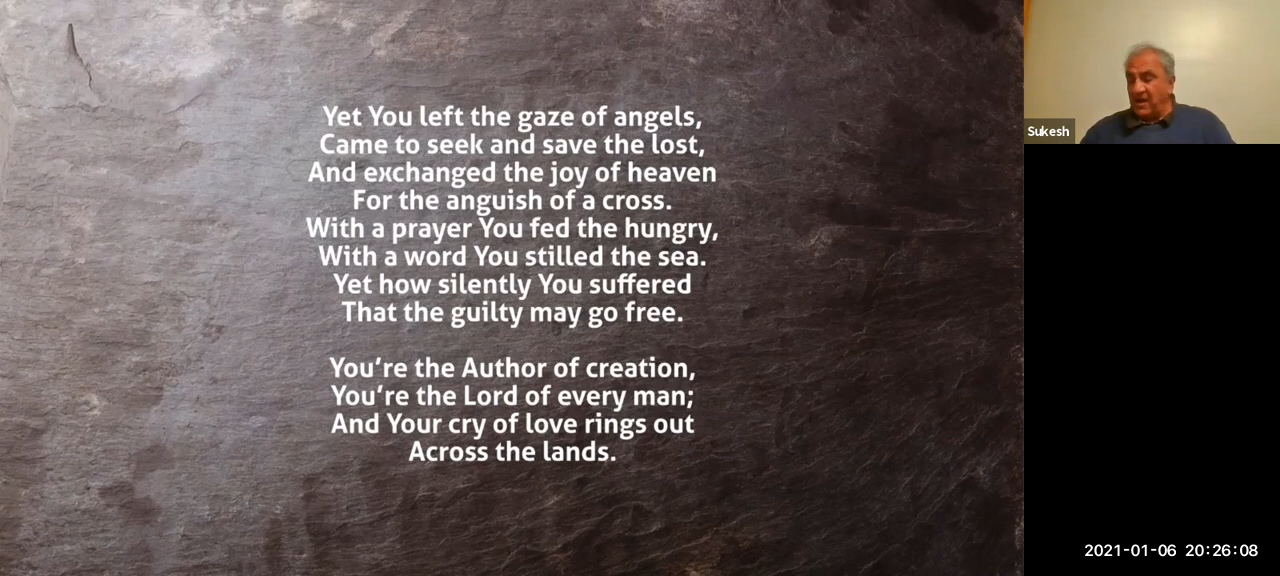 Yet You left the gaze of angels,
Came to seek and save the lost,
And exchanged the joy of heaven
For the anguish of a cross.
With a prayer You fed the hungry,
With a word You stilled the sea.
Yet how silently You suffered
That the guilty may go free.
You’re the Author of creation,
You’re the Lord of every man;
And Your cry of love rings out
Across the lands.
Sukesh
2021-01-06 20:26:08